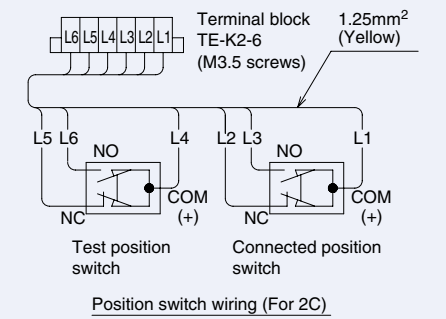 Terminal block
TE-K2-6
(M3.5 screws)
1.25mm²
(Yellow)
L6 L5 L4 L3 L2 L1
L5 L6 L4 L2 L3 L1
NO NO
COM
(+)
COM
(+)
NC NC
Test position
switch
Connected position
switch
Position switch wiring (For 2C)